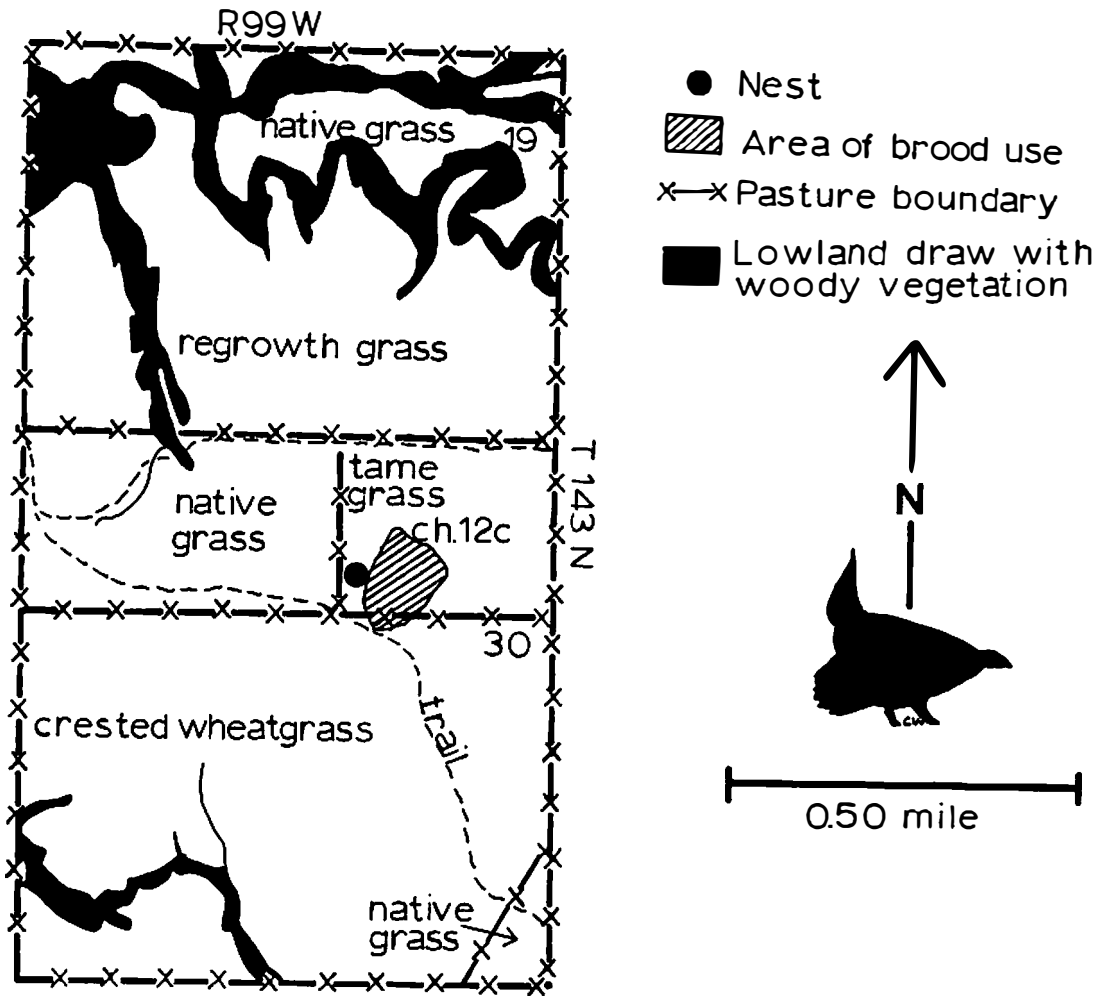 R99W
native grass
19
regrowth grass
T 143 N
tame
grass
native
grass
ch.12c
30
crested wheatgrass
trail
native
grass
Nest
Area of brood use
Pasture boundary
Lowland draw with
woody vegetation
N
CW
0.50 mile